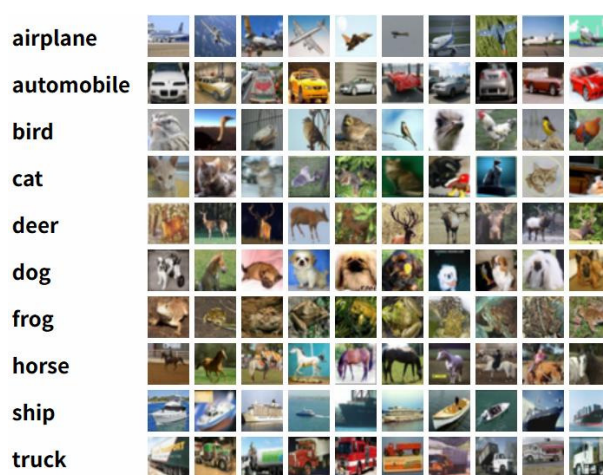 airplane
automobile
bird
cat
deer
dog
frog
horse
ship
truck